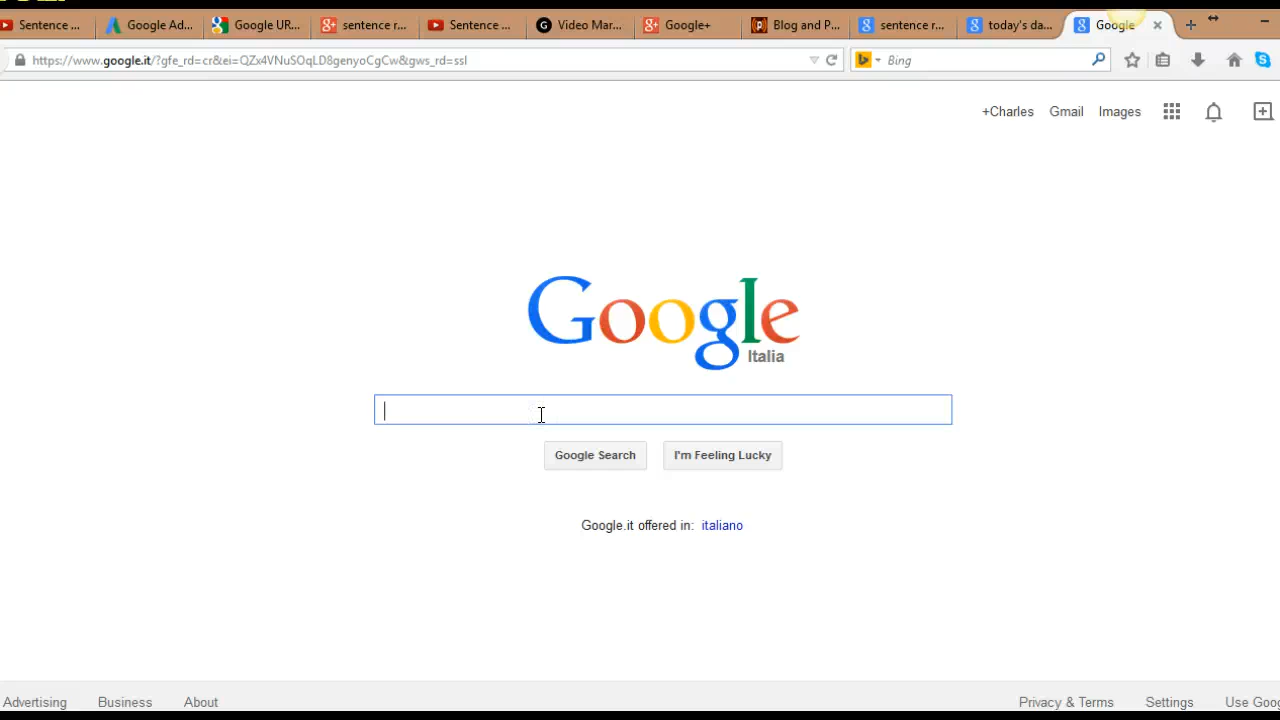 Sentence ... Google Ad... Google UR... sentence r... Sentence ... Video Mar... Google+ Blog and P... sentence r... today's da... Google
https://www.google.it/?gfe_rd=cr&ei=QZx4VNuSOqLD8genyoCgCw&gws_rd=ssl Bing
+Charles Gmail Images
Google
Italia
Google Search I'm Feeling Lucky
Google.it offered in: italiano
Advertising Business About Privacy & Terms Settings Use Goo